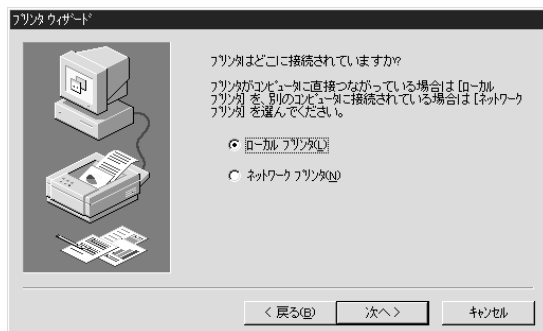 ﾌﾟﾘﾝﾀ ｳｨｻﾞｰﾄﾞ
ﾌﾟﾘﾝﾀはどこに接続されていますか?
ﾌﾟﾘﾝﾀがｺﾝﾋﾟｭｰﾀに直接つながっている場合は [ﾛｰｶﾙ
ﾌﾟﾘﾝﾀ] を、別のｺﾝﾋﾟｭｰﾀに接続されている場合は [ﾈｯﾄﾜｰｸ
ﾌﾟﾘﾝﾀ] を選んでください。
ﾛｰｶﾙ ﾌﾟﾘﾝﾀ(L)
ﾈｯﾄﾜｰｸ ﾌﾟﾘﾝﾀ(N)
< 戻る(B) 次へ > ｷｬﾝｾﾙ